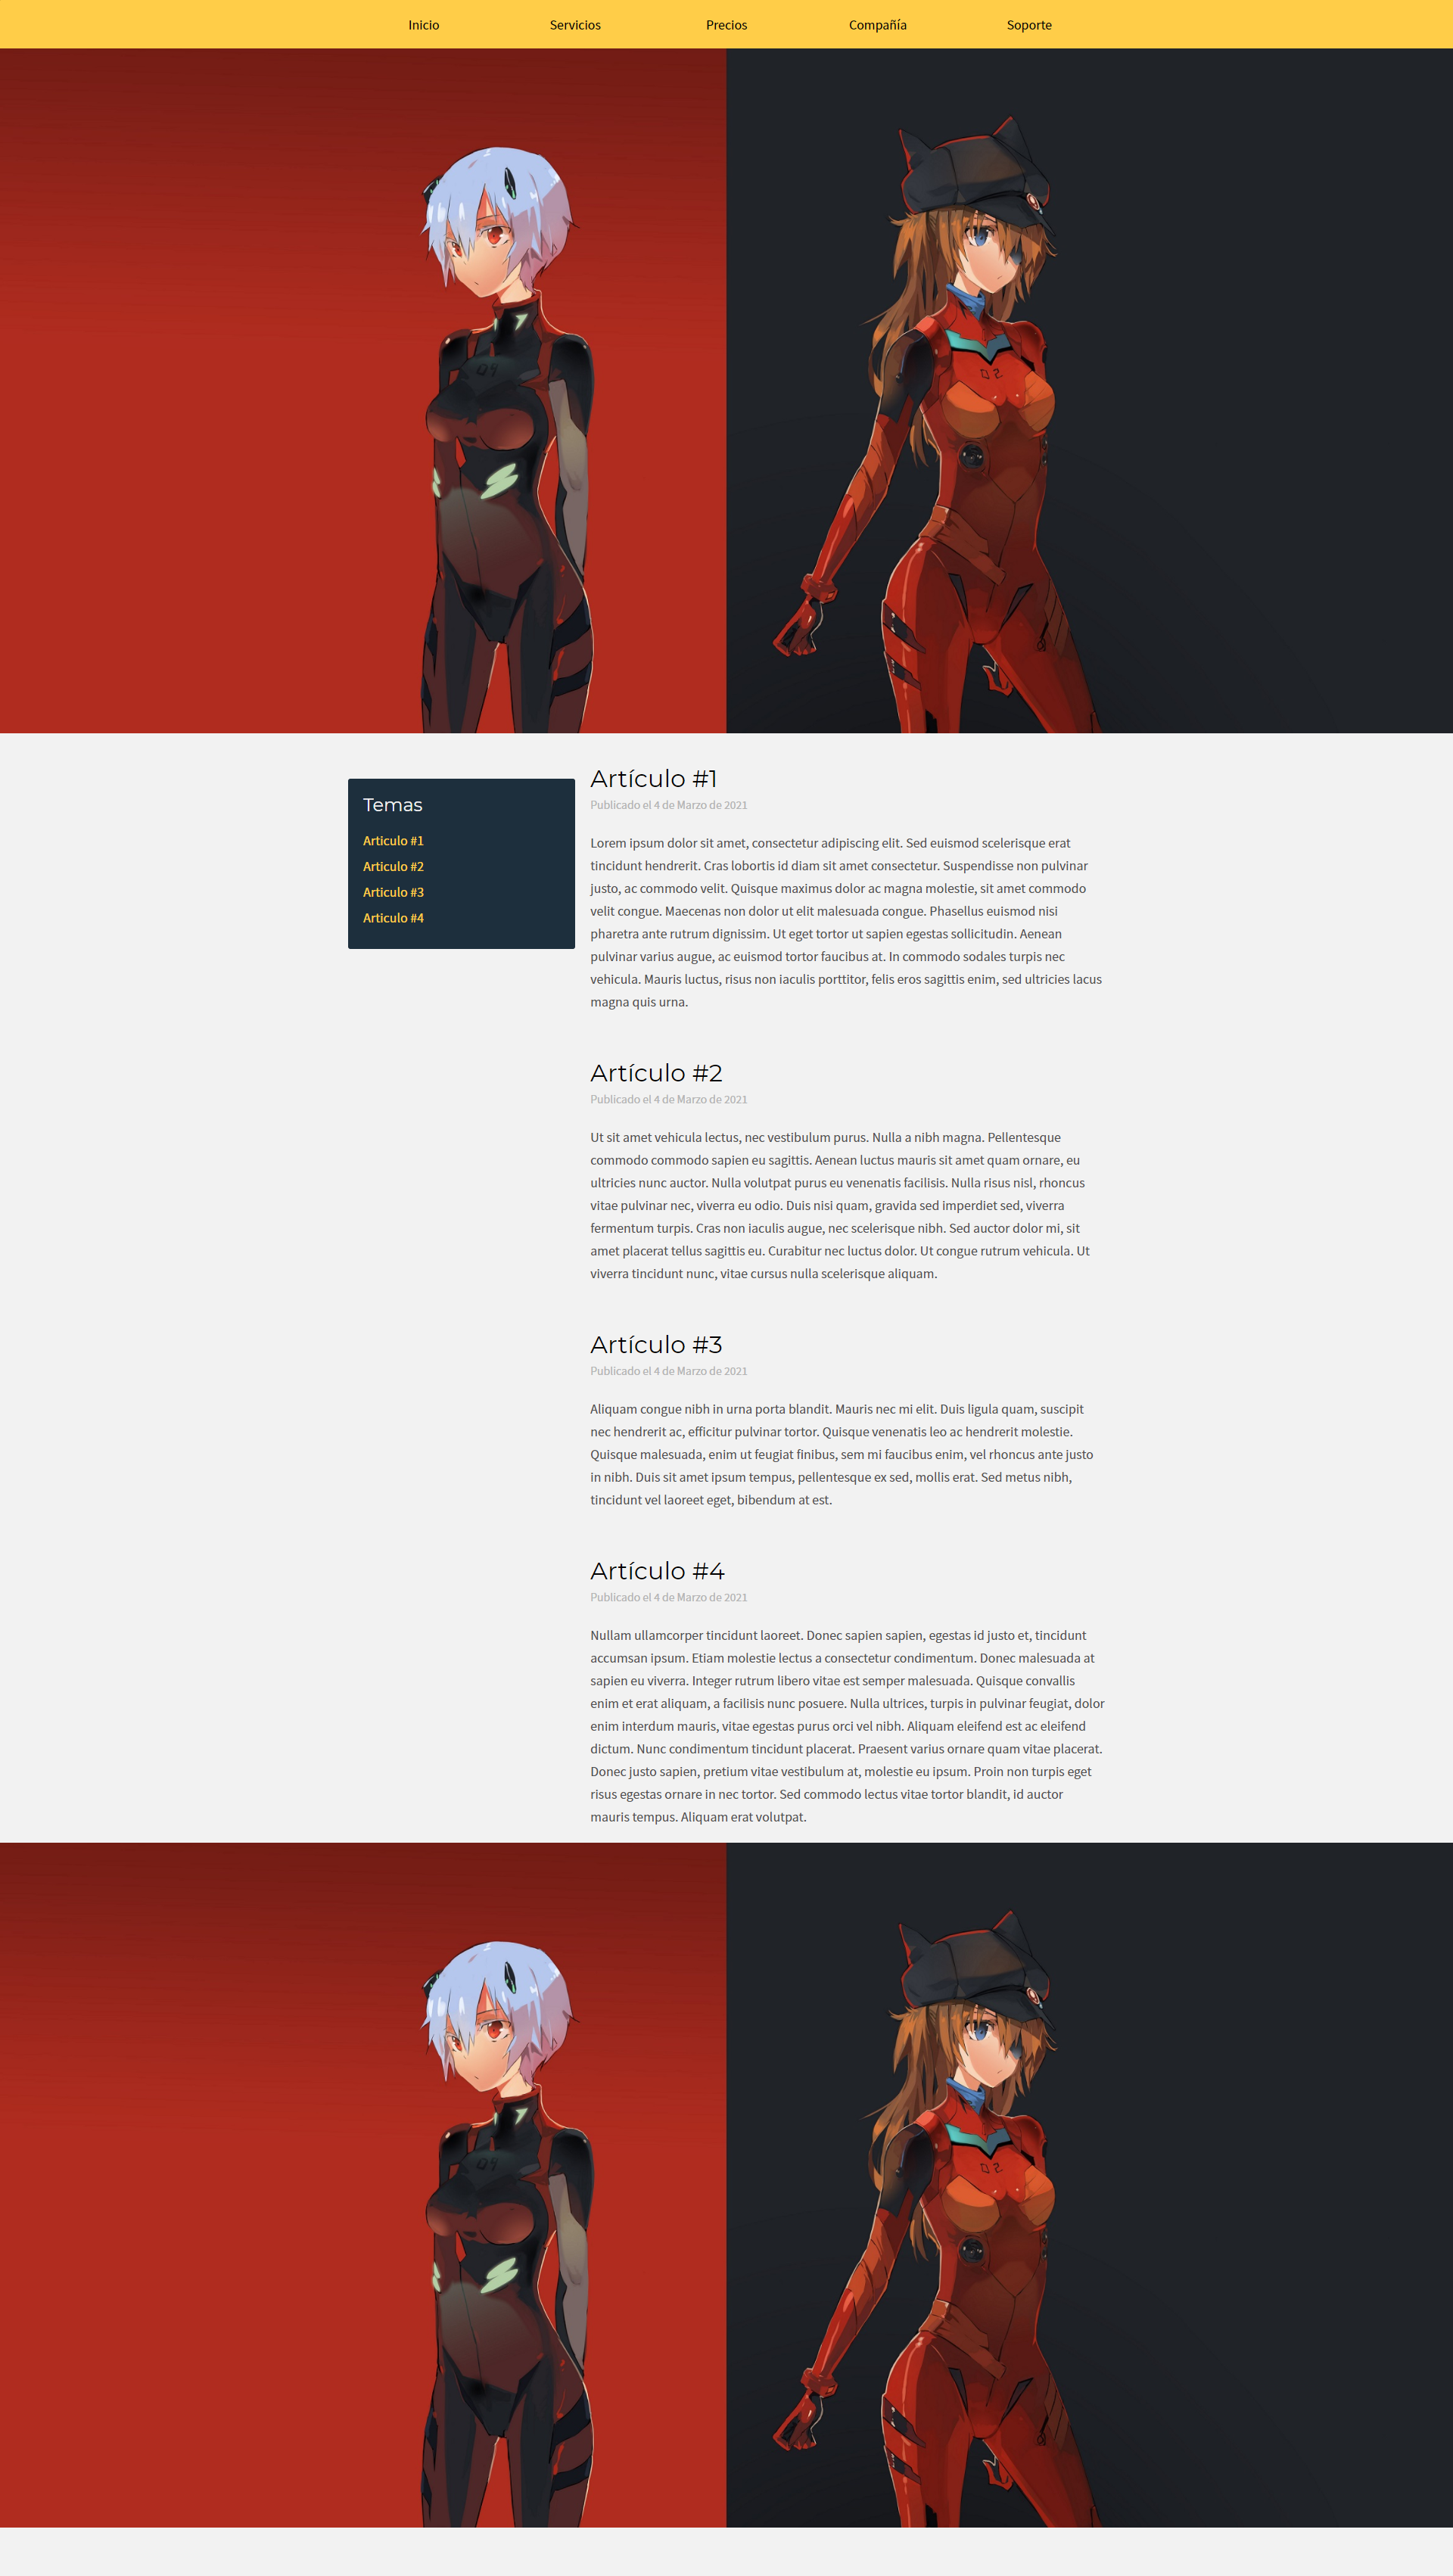 Inicio Servicios Precios Compañía Soporte
04
02
Temas
Articulo #1
Articulo #2
Articulo #3
Articulo #4
Artículo #1
Publicado el 4 de Marzo de 2021
Lorem ipsum dolor sit amet, consectetur adipiscing elit. Sed euismod scelerisque erat
tincidunt hendrerit. Cras lobortis id diam sit amet consectetur. Suspendisse non pulvinar
justo, ac commodo velit. Quisque maximus dolor ac magna molestie, sit amet commodo
velit congue. Maecenas non dolor ut elit malesuada congue. Phasellus euismod nisi
pharetra ante rutrum dignissim. Ut eget tortor ut sapien egestas sollicitudin. Aenean
pulvinar varius augue, ac euismod tortor faucibus at. In commodo sodales turpis nec
vehicula. Mauris luctus, risus non iaculis porttitor, felis eros sagittis enim, sed ultricies lacus
magna quis urna.
Artículo #2
Publicado el 4 de Marzo de 2021
Ut sit amet vehicula lectus, nec vestibulum purus. Nulla a nibh magna. Pellentesque
commodo commodo sapien eu sagittis. Aenean luctus mauris sit amet quam ornare, eu
ultricies nunc auctor. Nulla volutpat purus eu venenatis facilisis. Nulla risus nisl, rhoncus
vitae pulvinar nec, viverra eu odio. Duis nisi quam, gravida sed imperdiet sed, viverra
fermentum turpis. Cras non iaculis augue, nec scelerisque nibh. Sed auctor dolor mi, sit
amet placerat tellus sagittis eu. Curabitur nec luctus dolor. Ut congue rutrum vehicula. Ut
viverra tincidunt nunc, vitae cursus nulla scelerisque aliquam.
Artículo #3
Publicado el 4 de Marzo de 2021
Aliquam congue nibh in urna porta blandit. Mauris nec mi elit. Duis ligula quam, suscipit
nec hendrerit ac, efficitur pulvinar tortor. Quisque venenatis leo ac hendrerit molestie.
Quisque malesuada, enim ut feugiat finibus, sem mi faucibus enim, vel rhoncus ante justo
in nibh. Duis sit amet ipsum tempus, pellentesque ex sed, mollis erat. Sed metus nibh,
tincidunt vel laoreet eget, bibendum at est.
Artículo #4
Publicado el 4 de Marzo de 2021
Nullam ullamcorper tincidunt laoreet. Donec sapien sapien, egestas id justo et, tincidunt
accumsan ipsum. Etiam molestie lectus a consectetur condimentum. Donec malesuada at
sapien eu viverra. Integer rutrum libero vitae est semper malesuada. Quisque convallis
enim et erat aliquam, a facilisis nunc posuere. Nulla ultrices, turpis in pulvinar feugiat, dolor
enim interdum mauris, vitae egestas purus orci vel nibh. Aliquam eleifend est ac eleifend
dictum. Nunc condimentum tincidunt placerat. Praesent varius ornare quam vitae placerat.
Donec justo sapien, pretium vitae vestibulum at, molestie eu ipsum. Proin non turpis eget
risus egestas ornare in nec tortor. Sed commodo lectus vitae tortor blandit, id auctor
mauris tempus. Aliquam erat volutpat.
04
02